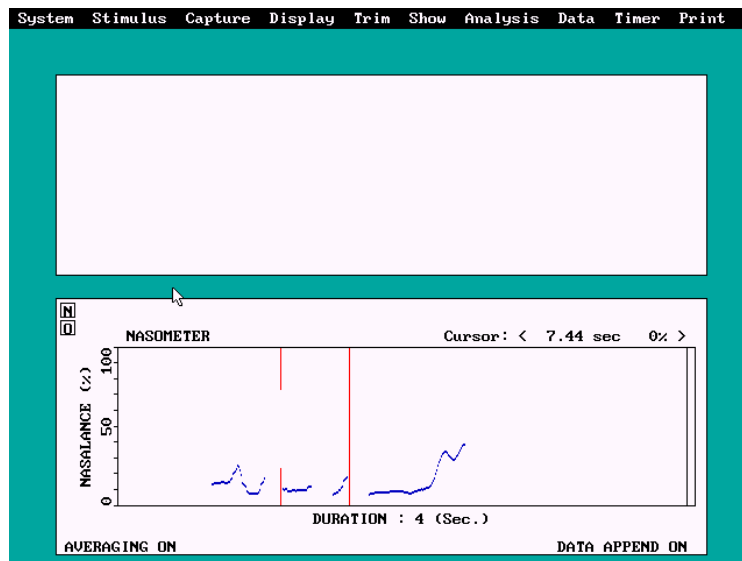 System Stimulus Capture Display Trim Show Analysis Data Timer Print
N
O
NASOMETER Cursor: < 7.44 sec 0% >
100
50
0
NASALANCE (%)
DURATION : 4 (Sec.)
AVERAGING ON DATA APPEND ON